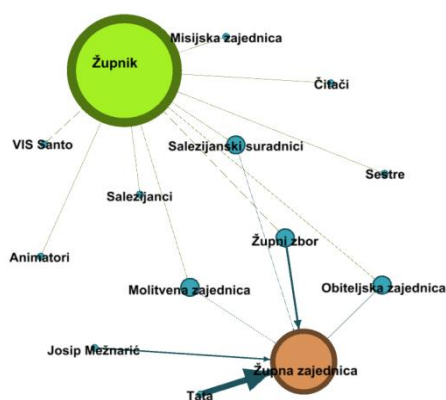 Misijska zajednica
Župnik
Čitači
VIS Santo
Salezijanski suradnici
Sestre
Salezijanci
Župni zbor
Animatori
Molitvena zajednica
Obiteljska zajednica
Josip Mežnarić
Župna zajednica
Tata